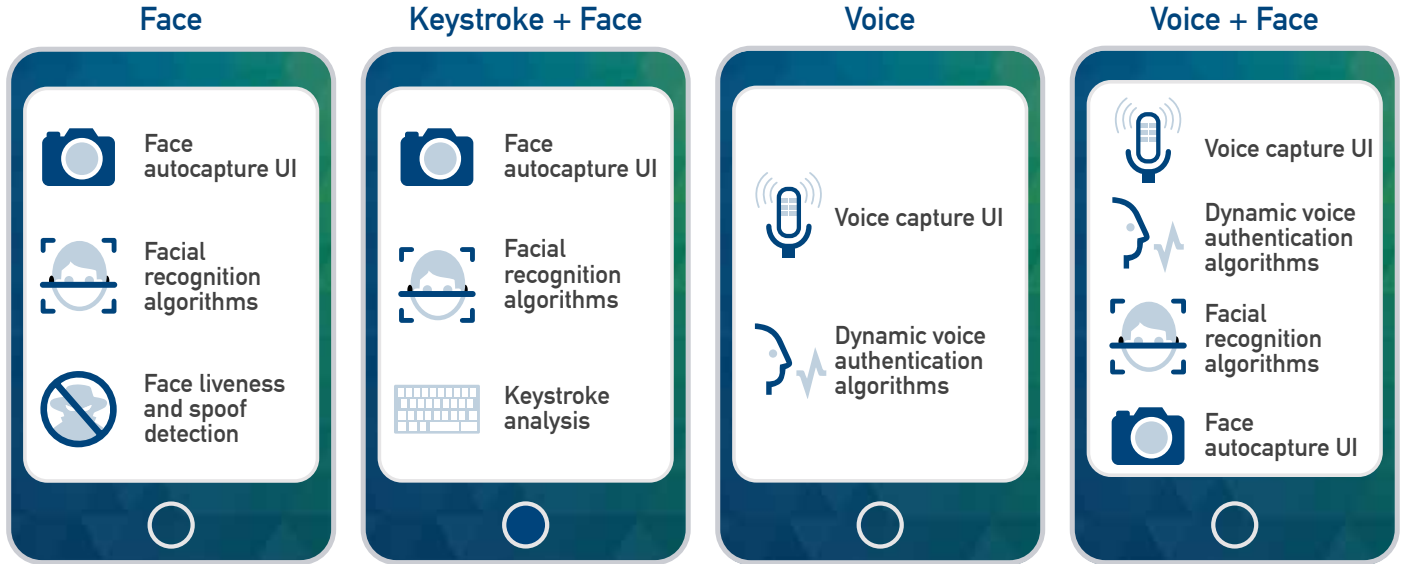 Face
Face
autocapture UI
Facial
recognition
algorithms
Face liveness
and spoof
detection
Keystroke + Face
Face
autocapture UI
Facial
recognition
algorithms
Keystroke
analysis
Voice
Voice capture UI
Dynamic voice
authentication
algorithms
Voice + Face
Voice capture UI
Dynamic voice
authentication
algorithms
Facial
recognition
algorithms
Face
autocapture UI